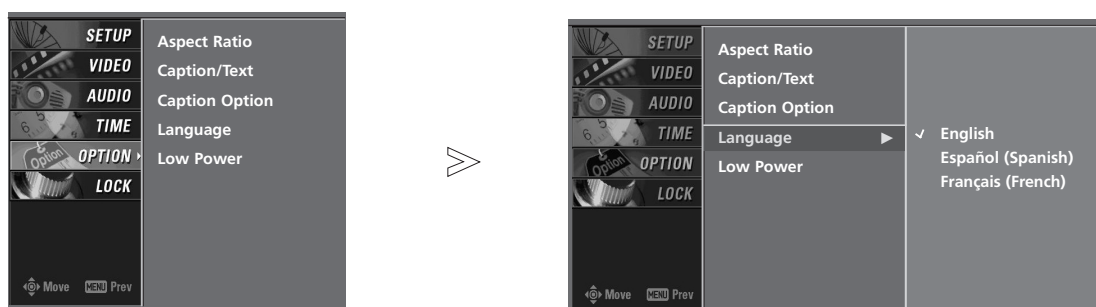 SETUP
VIDEO
AUDIO
TIME
OPTION
LOCK
Move MENU Prev
Aspect Ratio
Caption/Text
Caption Option
Language
Low Power
SETUP
VIDEO
AUDIO
TIME
OPTION
LOCK
Move MENU Prev
Aspect Ratio
Caption/Text
Caption Option
Language
Low Power
✓ English
Español (Spanish)
Français (French)